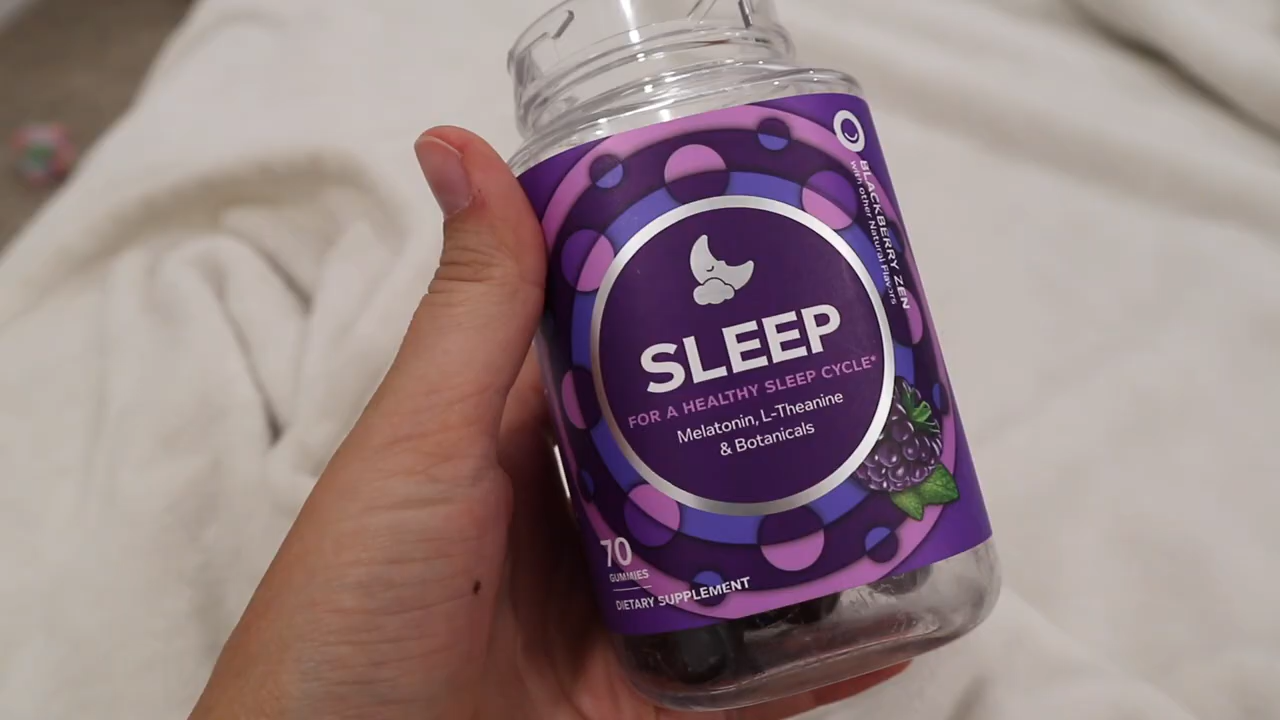 BLACKBERRY ZEN
with other Natural Flavors
SLEEP
FOR A HEALTHY SLEEP CYCLE*
Melatonin, L-Theanine
& Botanicals
70
GUMMIES
DIETARY SUPPLEMENT